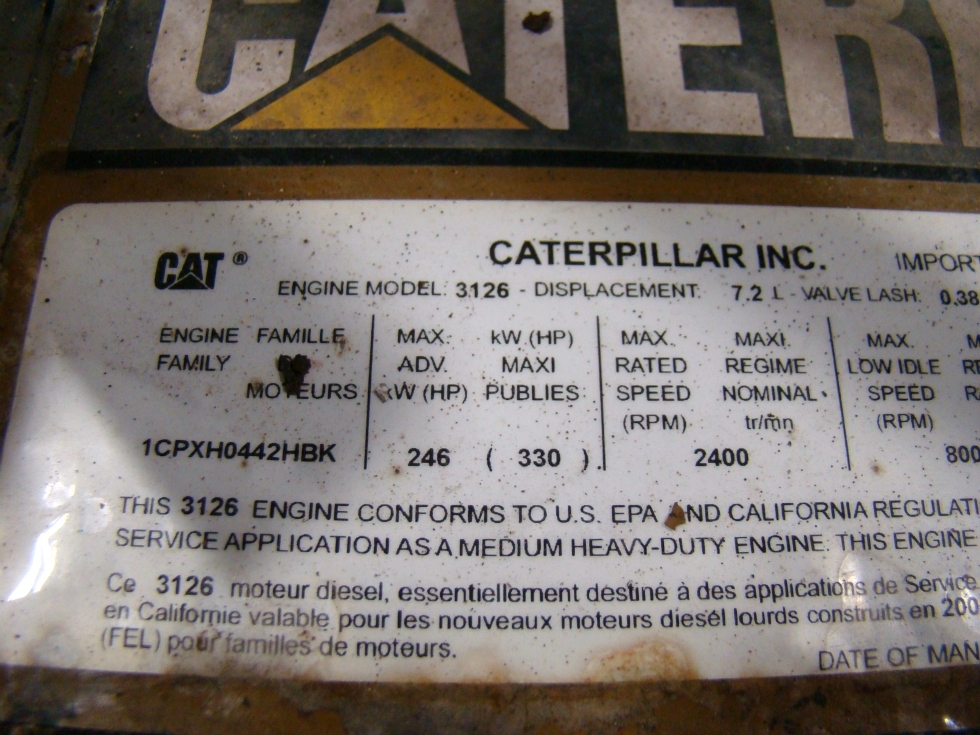 CATER
CAT ®
CATERPILLAR INC.
IMPORT
ENGINE MODEL: 3126 - DISPLACEMENT: 7.2 L - VALVE LASH: 0.38
ENGINE FAMILLE MAX. kW (HP) MAX. MAXI. MAX. M
FAMILY ADV. MAXI RATED REGIME LOW IDLE RE
MOTEURS kW (HP) PUBLIES SPEED NOMINAL SPEED RA
(RPM) tr/mn (RPM)
1CPXH0442HBK 246 ( 330 ). 2400 800
THIS 3126 ENGINE CONFORMS TO U.S. EPA AND CALIFORNIA REGULATI
SERVICE APPLICATION AS A MEDIUM HEAVY-DUTY ENGINE. THIS ENGINE
Ce 3126 moteur diesel, essentiellement destiné à des applications de Service
en Californie valable pour les nouveaux moteurs diesél lourds construits en 200
(FEL) pour familles de moteurs.
DATE OF MAN